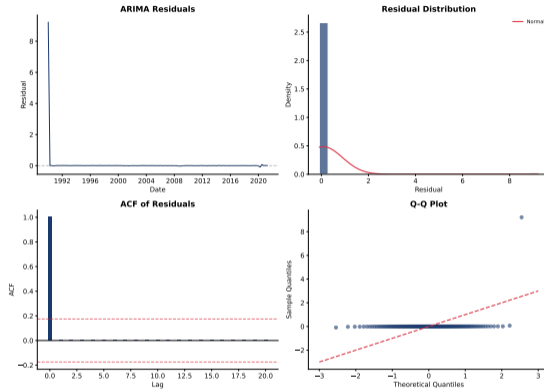 ARIMA Residuals
8
6
4
2
0
Residual
1992 1996 2000 2004 2008 2012 2016 2020
Date
Residual Distribution
Normal
2.5
2.0
1.5
1.0
0.5
0.0
Density
0 2 4 6 8
Residual
ACF of Residuals
1.0
0.8
0.6
0.4
0.2
0.0
−0.2
ACF
0.0 2.5 5.0 7.5 10.0 12.5 15.0 17.5 20.0
Lag
Q-Q Plot
8
6
4
2
0
−2
Sample Quantiles
−3 −2 −1 0 1 2 3
Theoretical Quantiles